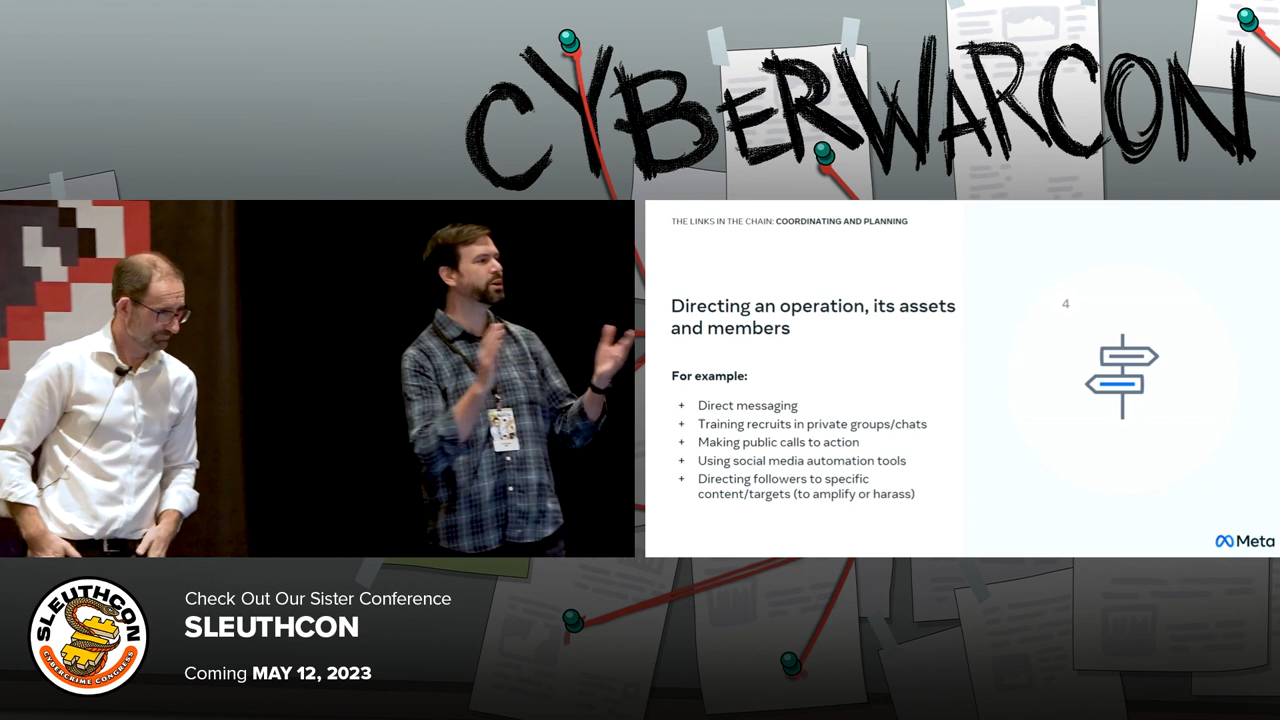 CYBERWARCON
THE LINKS IN THE CHAIN: COORDINATING AND PLANNING
Directing an operation, its assets
and members
For example:
+ Direct messaging
+ Training recruits in private groups/chats
+ Making public calls to action
+ Using social media automation tools
+ Directing followers to specific
content/targets (to amplify or harass)
4
Meta
SLEUTHCON
CYBERCRIME CONGRESS
Check Out Our Sister Conference
SLEUTHCON
Coming MAY 12, 2023